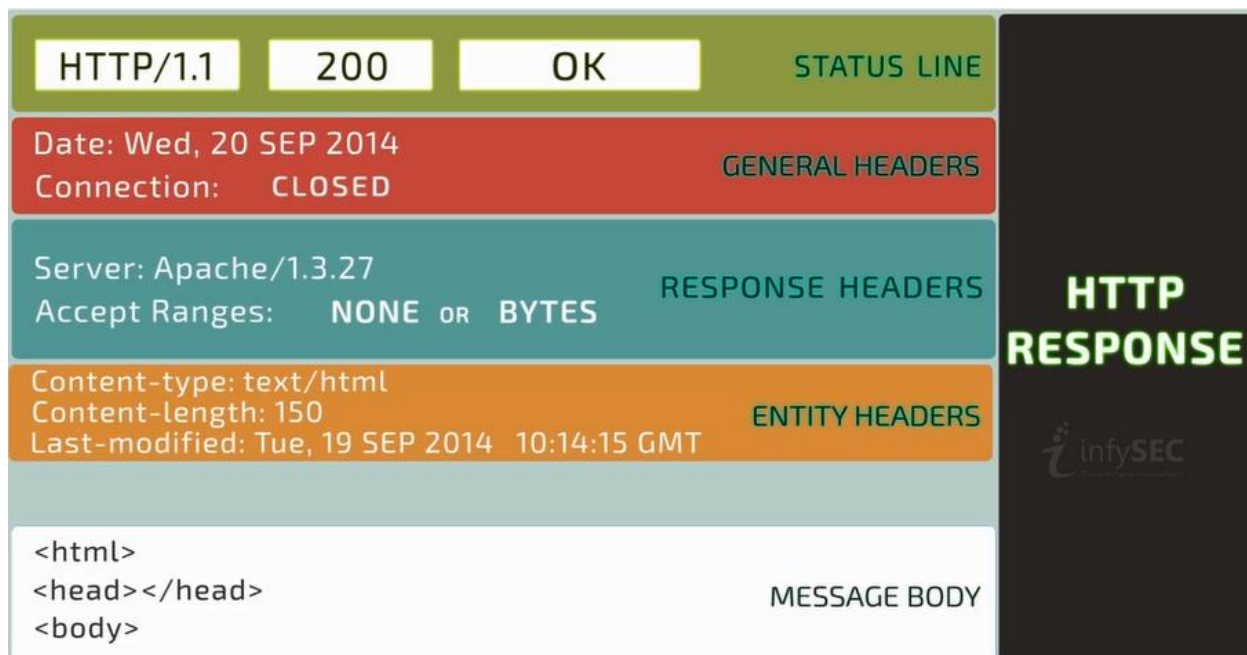 HTTP/1.1 200 OK STATUS LINE
Date: Wed, 20 SEP 2014
Connection: CLOSED
GENERAL HEADERS
Server: Apache/1.3.27
Accept Ranges: NONE OR BYTES
RESPONSE HEADERS
Content-type: text/html
Content-length: 150
Last-modified: Tue, 19 SEP 2014 10:14:15 GMT
ENTITY HEADERS
<html>
<head></head>
<body>
MESSAGE BODY
HTTP
RESPONSE
infySEC